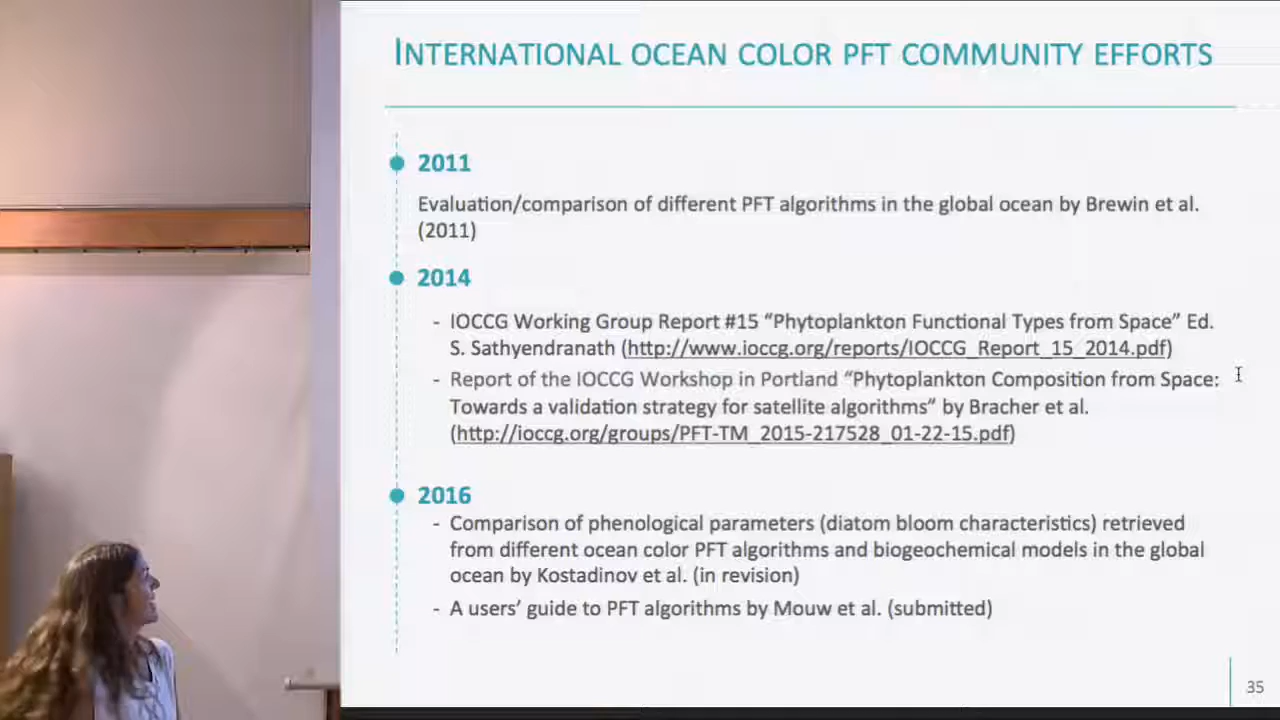 INTERNATIONAL OCEAN COLOR PFT COMMUNITY EFFORTS
2011
Evaluation/comparison of different PFT algorithms in the global ocean by Brewin et al.
(2011)
2014
- IOCCG Working Group Report #15 “Phytoplankton Functional Types from Space” Ed.
S. Sathyendranath (http://www.ioccg.org/reports/IOCCG_Report_15_2014.pdf)
- Report of the IOCCG Workshop in Portland “Phytoplankton Composition from Space:
Towards a validation strategy for satellite algorithms” by Bracher et al.
(http://ioccg.org/groups/PFT-TM_2015-217528_01-22-15.pdf)
2016
- Comparison of phenological parameters (diatom bloom characteristics) retrieved
from different ocean color PFT algorithms and biogeochemical models in the global
ocean by Kostadinov et al. (in revision)
- A users’ guide to PFT algorithms by Mouw et al. (submitted)
35